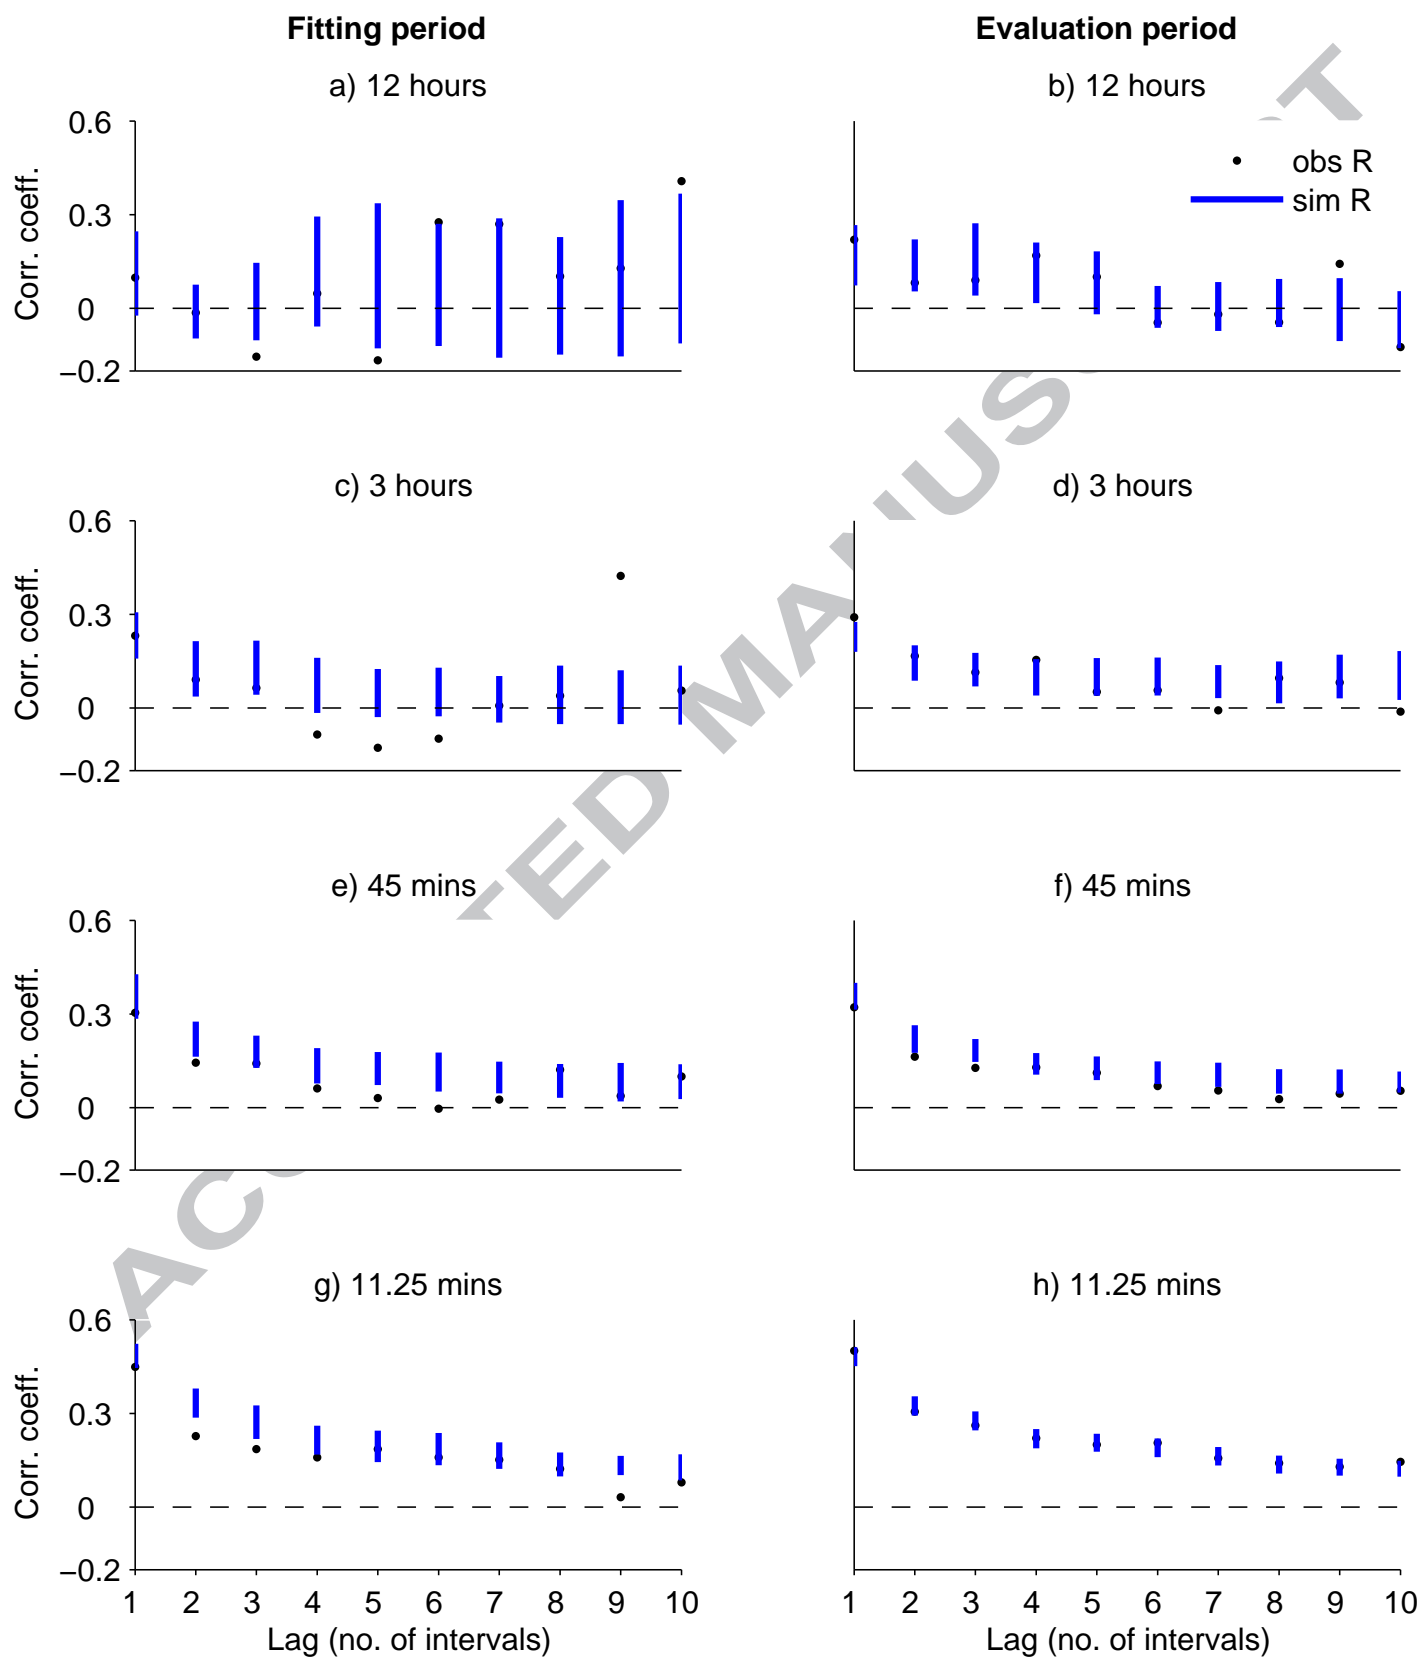 Fitting period
Evaluation period
a) 12 hours
b) 12 hours
0.6
0.3
0
−0.2
Corr. coeff.
obs R
sim R
c) 3 hours
d) 3 hours
0.6
0.3
0
−0.2
Corr. coeff.
e) 45 mins
f) 45 mins
0.6
0.3
0
−0.2
Corr. coeff.
g) 11.25 mins
h) 11.25 mins
0.6
0.3
0
−0.2
Corr. coeff.
1 2 3 4 5 6 7 8 9 10
1 2 3 4 5 6 7 8 9 10
Lag (no. of intervals)
Lag (no. of intervals)